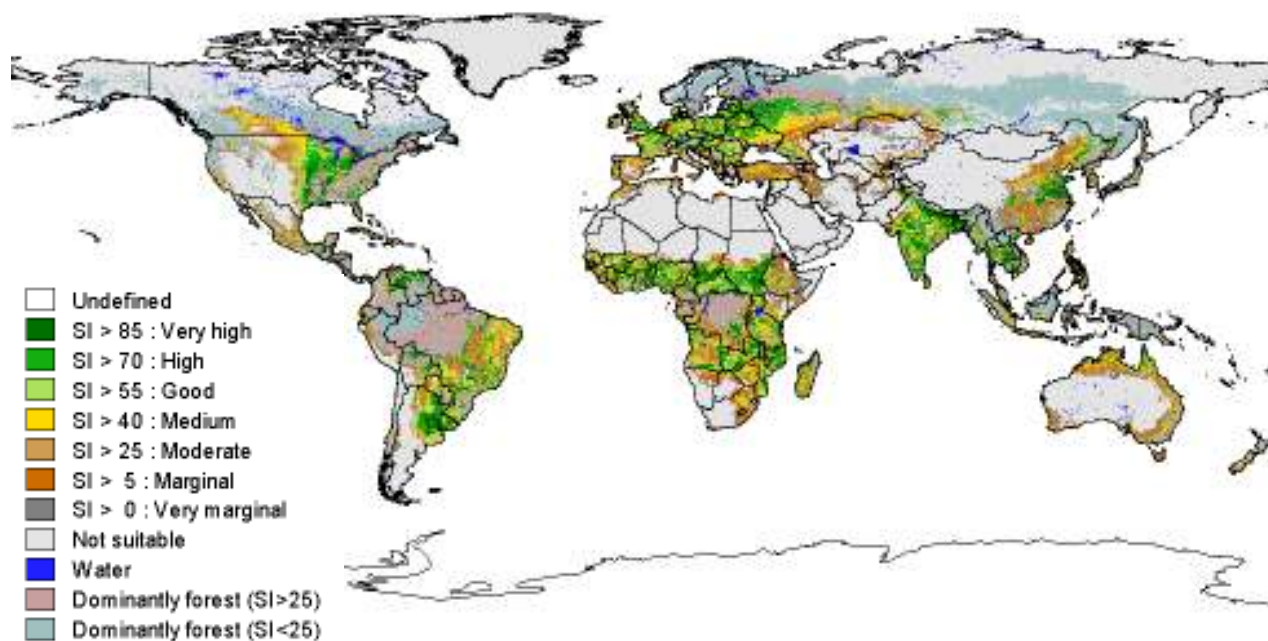 Undefined
SI > 85 : Very high
SI > 70 : High
SI > 55 : Good
SI > 40 : Medium
SI > 25 : Moderate
SI > 5 : Marginal
SI > 0 : Very marginal
Not suitable
Water
Dominantly forest (SI>25)
Dominantly forest (SI<25)